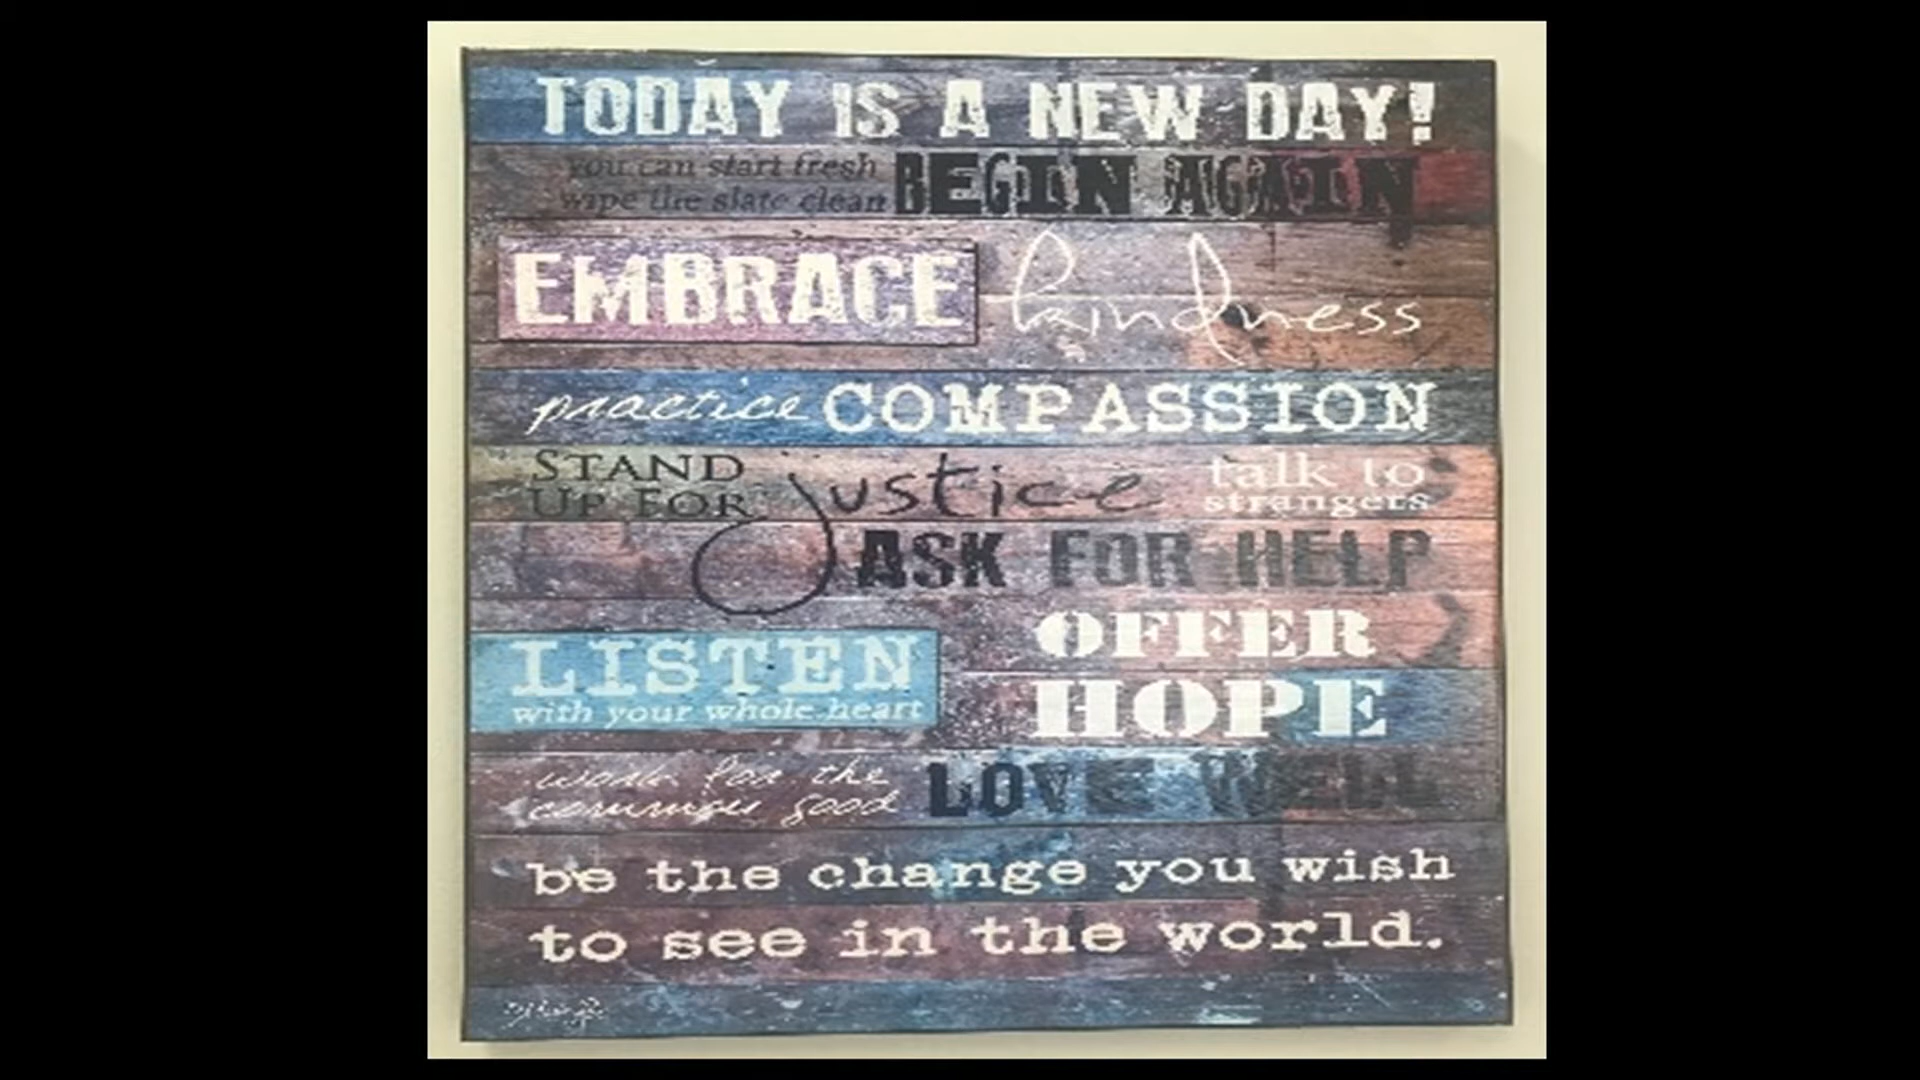 TODAY IS A NEW DAY!
you can start fresh
wipe the slate clean
BEGIN AGAIN
EMBRACE kindness
practice COMPASSION
STAND
UP FOR
justice
talk to
strangers
ASK FOR HELP
OFFER
HOPE
LISTEN
with your whole heart
work for the
common good
LOVE WELL
be the change you wish
to see in the world.